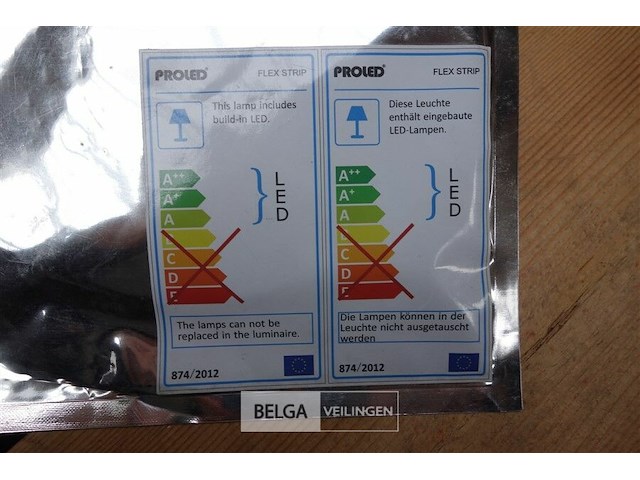 PROLED® FLEX STRIP
This lamp includes
build-in LED.
A++
A+
A
C
D
E
L
E
D
The lamps can not be
replaced in the luminaire.
874/2012
PROLED® FLEX STRIP
Diese Leuchte
enthält eingebaute
LED-Lampen.
A++
A+
A
C
D
E
L
E
D
Die Lampen können in der
Leuchte nicht ausgetauscht
werden
874/2012
BELGA VEILINGEN